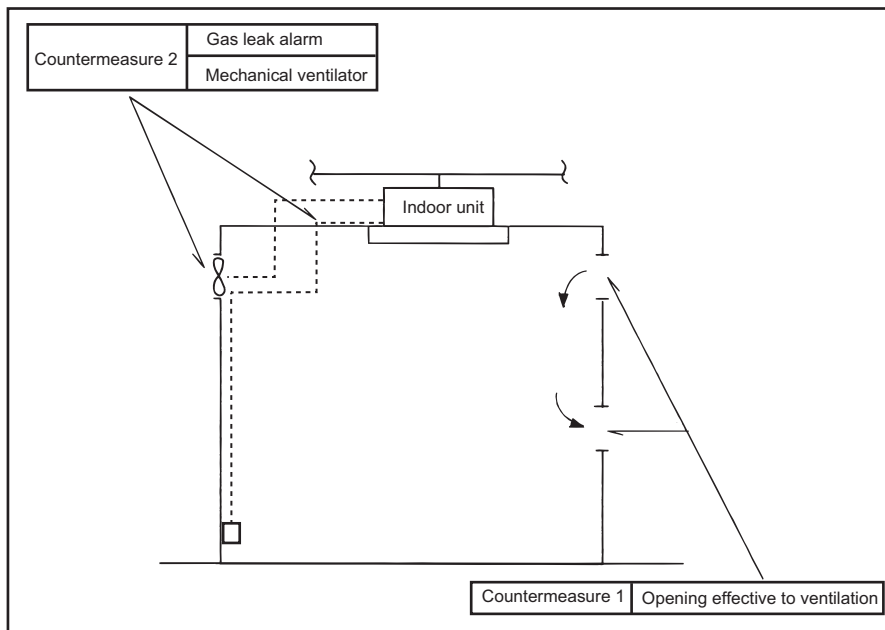 Countermeasure 2
Gas leak alarm
Mechanical ventilator
Indoor unit
Countermeasure 1
Opening effective to ventilation